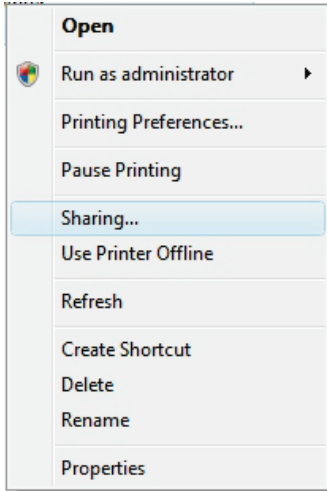 Open
Run as administrator
Printing Preferences...
Pause Printing
Sharing...
Use Printer Offline
Refresh
Create Shortcut
Delete
Rename
Properties